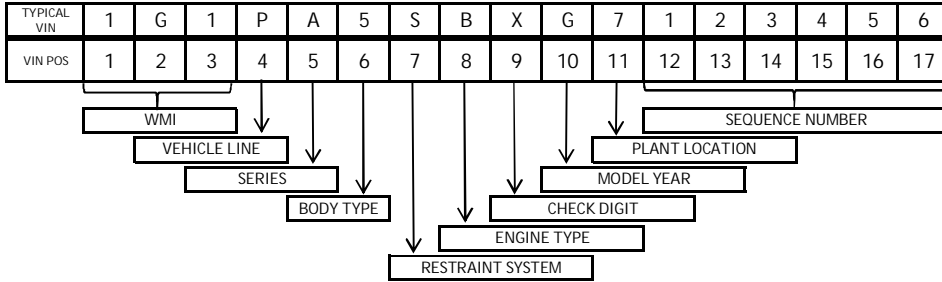 TYPICAL VIN 1 G 1 P A 5 S B X G 7 1 2 3 4 5 6
VIN POS 1 2 3 4 5 6 7 8 9 10 11 12 13 14 15 16 17
WMI SEQUENCE NUMBER
VEHICLE LINE PLANT LOCATION
SERIES MODEL YEAR
BODY TYPE CHECK DIGIT
ENGINE TYPE
RESTRAINT SYSTEM